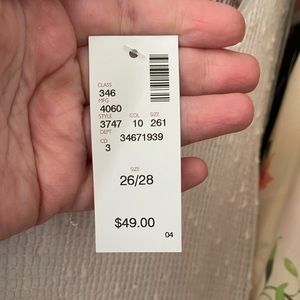 CLASS
346
MFG
4060
STYLE COL SIZE
3747 10 261
DEPT
34671939
CD
3
SIZE
26/28
$49.00
04